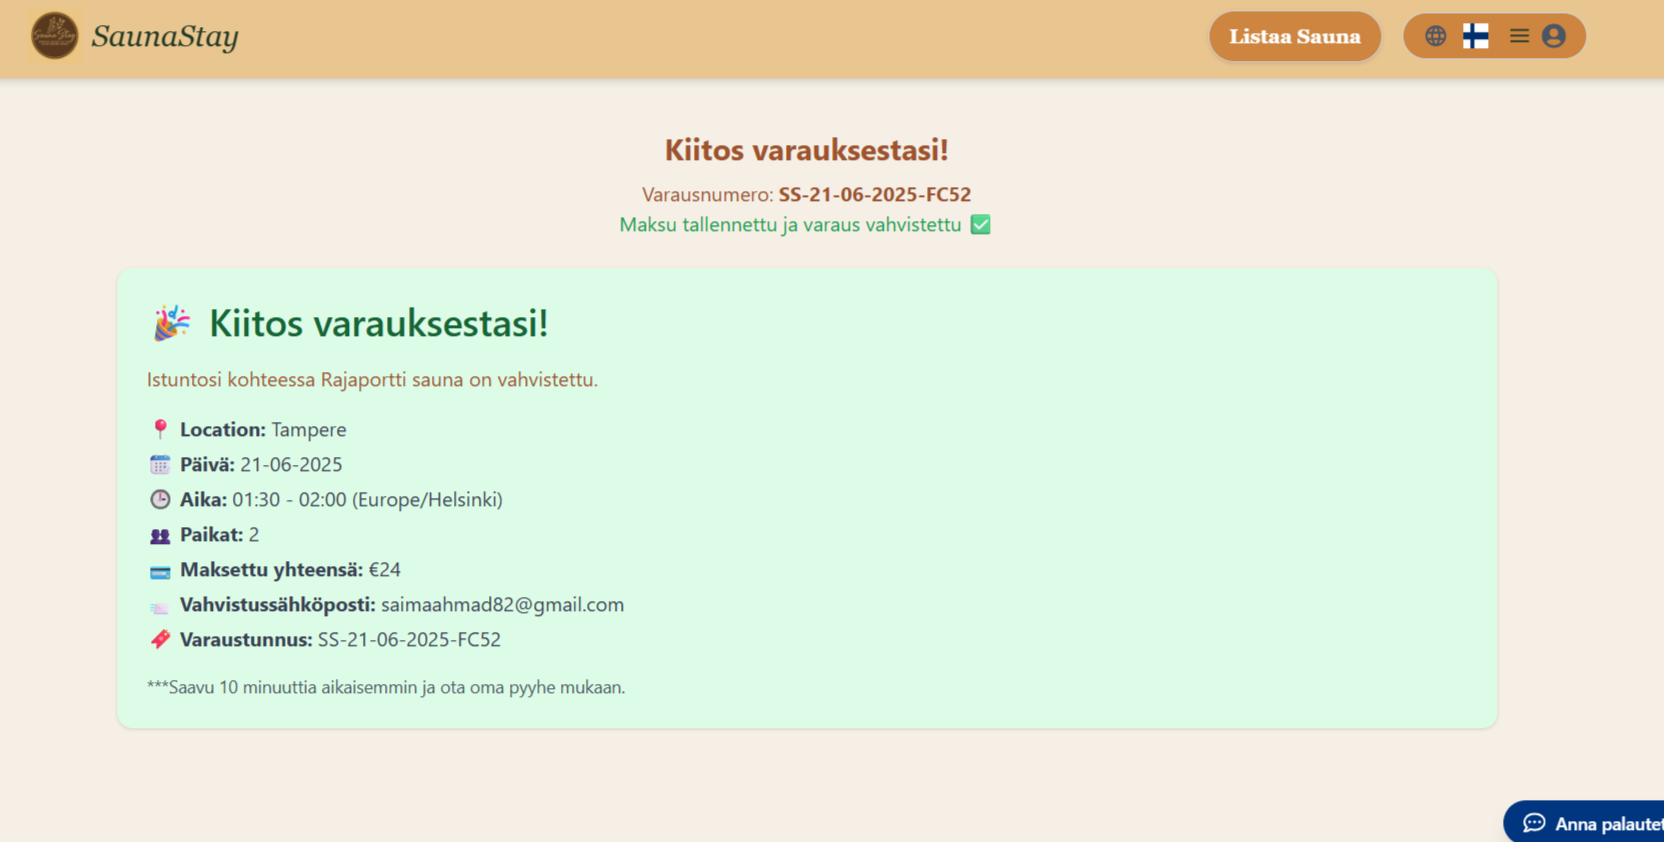 SaunaStay
Listaa Sauna
Kiitos varauksestasi!
Varausnumero: SS-21-06-2025-FC52
Maksu tallennettu ja varaus vahvistettu ✅
🎉 Kiitos varauksestasi!
Istuntosi kohteessa Rajaportti sauna on vahvistettu.
📍 Location: Tampere
Päivä: 21-06-2025
Aika: 01:30 - 02:00 (Europe/Helsinki)
Paikat: 2
Maksettu yhteensä: €24
Vahvistussähköposti: saimaahmad82@gmail.com
Varaustunnus: SS-21-06-2025-FC52
***Saavu 10 minuuttia aikaisemmin ja ota oma pyyhe mukaan.
Anna palautet